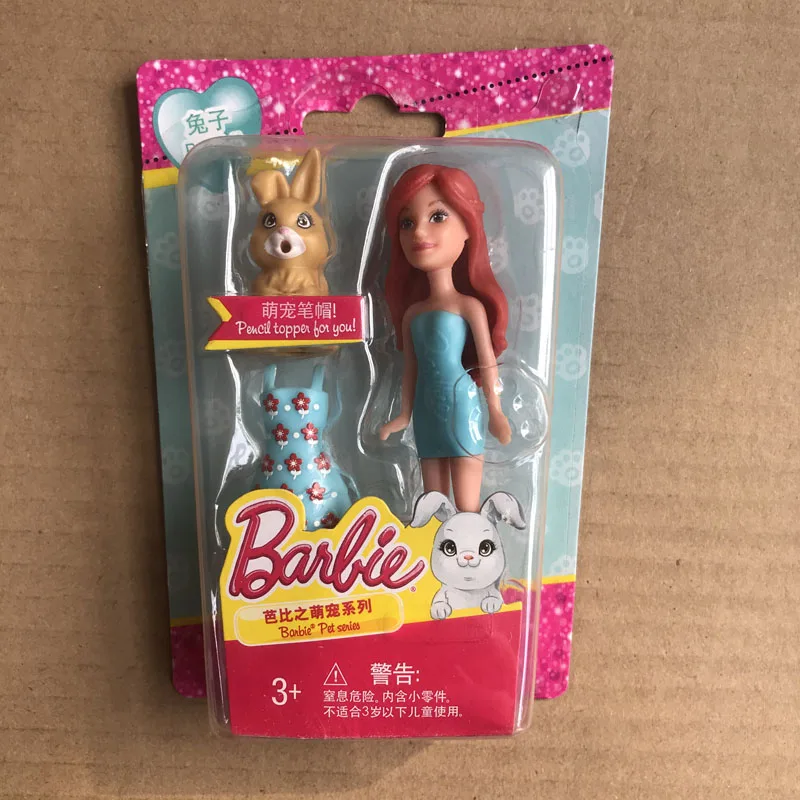 兔子
萌宠笔帽!
Pencil topper for you!
Barbie®
芭比之萌宠系列
Barbie® Pet series
3+
警告:
窒息危险。内含小零件。
不适合3岁以下儿童使用。